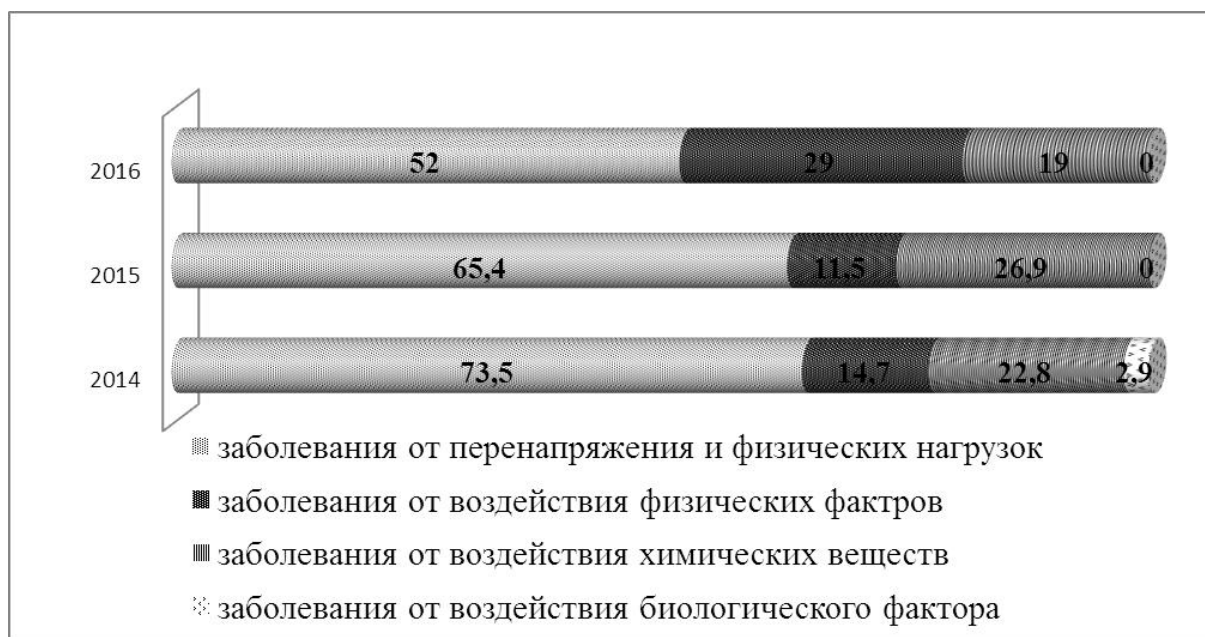 2016 52 29 19 0
2015 65,4 11,5 26,9 0
2014 73,5 14,7 22,8 2,9
заболевания от перенапряжения и физических нагрузок
заболевания от воздействия физических фактров
заболевания от воздействия химических веществ
заболевания от воздействия биологического фактора